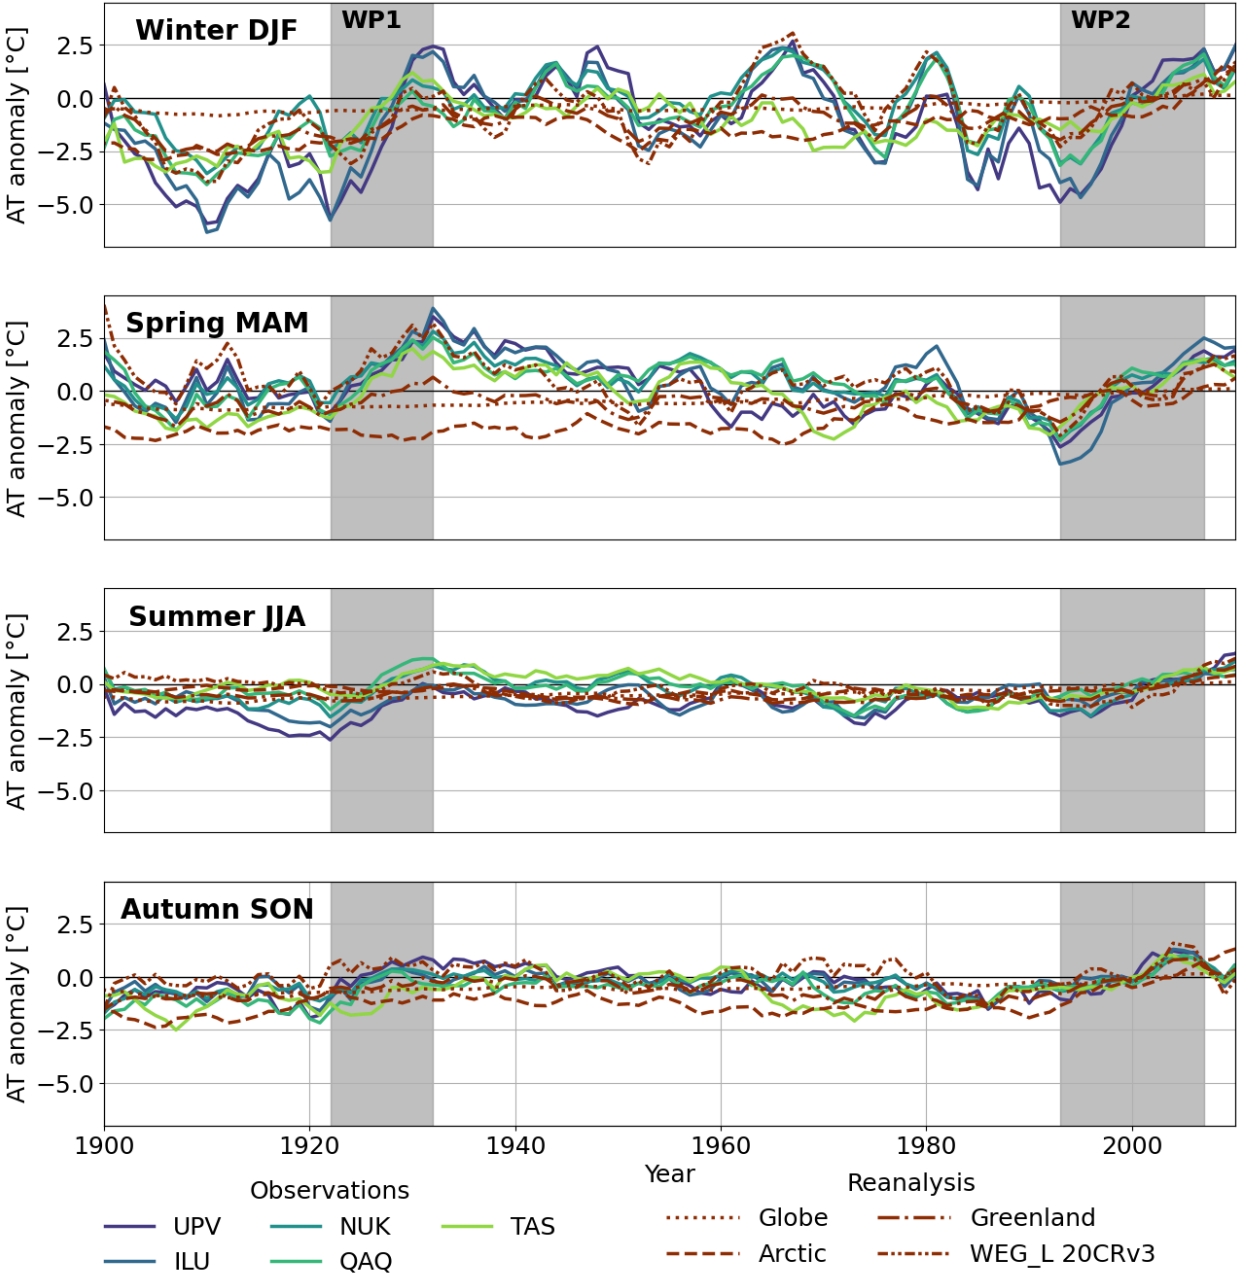 Winter DJF
WP1
WP2
AT anomaly [°C]
2.5
0.0
−2.5
−5.0
Spring MAM
AT anomaly [°C]
2.5
0.0
−2.5
−5.0
Summer JJA
AT anomaly [°C]
2.5
0.0
−2.5
−5.0
Autumn SON
AT anomaly [°C]
2.5
0.0
−2.5
−5.0
1900 1920 1940 1960 1980 2000
Year
Observations
UPV NUK TAS
ILU QAQ
Reanalysis
Globe Greenland
Arctic WEG_L 20CRv3